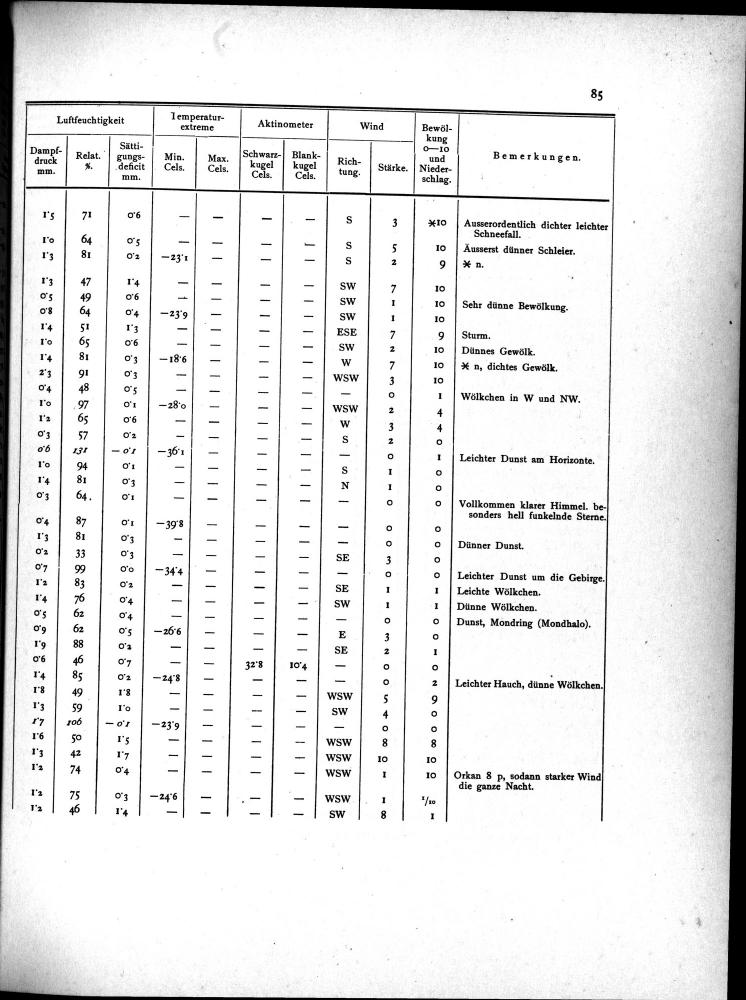 85
Luftfeuchtigkeit Temperatur-extreme Aktinometer Wind Bewöl-kung 0—10 und Nieder-schlag. Bemerkungen.
Dampf-druck mm. Relat. %. Sätti-gungs-deficit mm. Min. Cels. Max. Cels. Schwarz-kugel Cels. Blank-kugel Cels. Rich-tung. Stärke.
1·5 71 0·6 — — — — S 3 ✳10 Ausserordentlich dichter leichter
Schneefall.
1·0 64 0·5 — — — — S 5 10 Äusserst dünner Schleier.
1·3 81 0·2 —23·1 — — — S 2 9 ✳ n.
1·3 47 1·4 — — — — SW 7 10
0·5 49 0·6 — — — — SW 1 10 Sehr dünne Bewölkung.
0·8 64 0·4 —23·9 — — — SW 1 10
1·4 51 1·3 — — — — ESE 7 9 Sturm.
1·0 65 0·6 — — — — SW 2 10 Dünnes Gewölk.
1·4 81 0·3 —18·6 — — — W 7 10 ✳ n, dichtes Gewölk.
2·3 91 0·3 — — — — WSW 3 10
0·4 48 0·5 — — — — — 0 1 Wölkchen in W und NW.
1·0 97 0·1 —28·0 — — — WSW 2 4
1·2 65 0·6 — — — — W 3 4
0·3 57 0·2 — — — — S 2 0
0·6 131 — 0·1 —36·1 — — — — 0 1 Leichter Dunst am Horizonte.
1·0 94 0·1 — — — — S 1 0
1·4 81 0·3 — — — — N 1 0
0·3 64. 0·1 — — — — — 0 0 Vollkommen klarer Himmel. be-
sonders hell funkelnde Sterne.
0·4 87 0·1 —39·8 — — — — 0 0
1·3 81 0·3 — — — — — 0 0 Dünner Dunst.
0·2 33 0·3 — — — — SE 3 0
0·7 99 0·0 —34·4 — — — — 0 0 Leichter Dunst um die Gebirge.
1·2 83 0·2 — — — — SE 1 1 Leichte Wölkchen.
1·4 76 0·4 — — — — SW 1 1 Dünne Wölkchen.
0·5 62 0·4 — — — — — 0 0 Dunst, Mondring (Mondhalo).
0·9 62 0·5 —26·6 — — — E 3 0
1·9 88 0·2 — — — — SE 2 1
0·6 46 0·7 — — 32·8 10·4 — 0 0
1·4 85 0·2 —24·8 — — — — 0 2 Leichter Hauch, dünne Wölkchen.
1·8 49 1·8 — — — — WSW 5 9
1·3 59 1·0 — — — — SW 4 0
1·7 106 — 0·1 —23·9 — — — — 0 0
1·6 50 1·5 — — — — WSW 8 8
1·3 42 1·7 — — — — WSW 10 10
1·2 74 0·4 — — — — WSW 1 10 Orkan 8 p, sodann starker Wind
die ganze Nacht.
1·2 75 0·3 —24·6 — — — WSW 1 1/10
1·2 46 1·4 — — — — SW 8 1